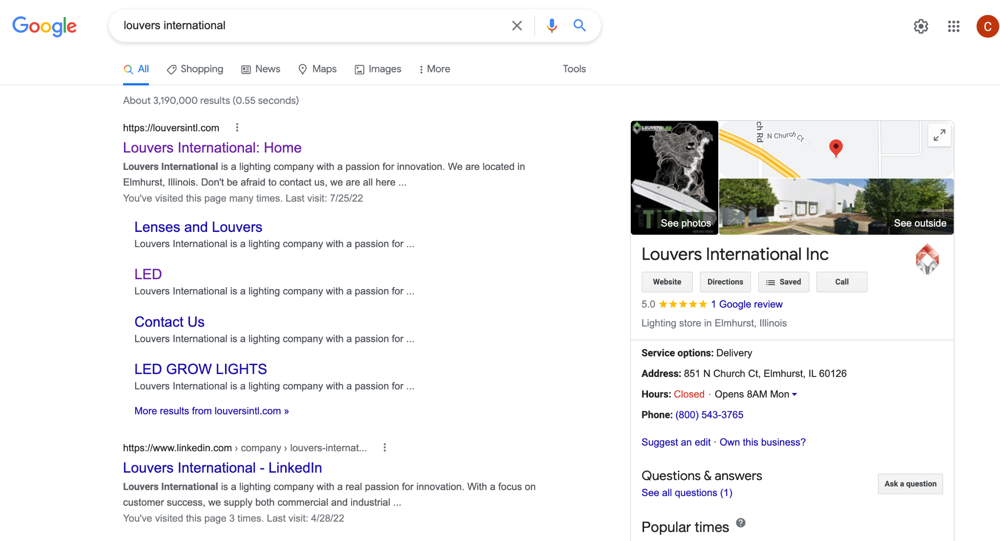 Google
louvers international
C
All
Shopping
News
Maps
Images
More
Tools
About 3,190,000 results (0.55 seconds)
https://louversintl.com
Louvers International: Home
Louvers International is a lighting company with a passion for innovation. We are located in
Elmhurst, Illinois. Don't be afraid to contact us, we are all here ...
You've visited this page many times. Last visit: 7/25/22
Lenses and Louvers
Louvers International is a lighting company with a passion for ...
LED
Louvers International is a lighting company with a passion for ...
Contact Us
Louvers International is a lighting company with a passion for ...
LED GROW LIGHTS
Louvers International is a lighting company with a passion for ...
More results from louversintl.com »
https://www.linkedin.com › company › louvers-internat...
Louvers International - LinkedIn
Louvers International is a lighting company with a real passion for innovation. With a focus on
customer success, we supply both commercial and industrial ...
You've visited this page 3 times. Last visit: 4/28/22
LOUVERSLED
THE
TITAN
See photos
ch Rd
N Church Ct
See outside
Louvers International Inc
Website
Directions
Saved
Call
5.0
1 Google review
Lighting store in Elmhurst, Illinois
Service options: Delivery
Address: 851 N Church Ct, Elmhurst, IL 60126
Hours: Closed · Opens 8AM Mon
Phone: (800) 543-3765
Suggest an edit · Own this business?
Questions & answers
See all questions (1)
Ask a question
Popular times
?